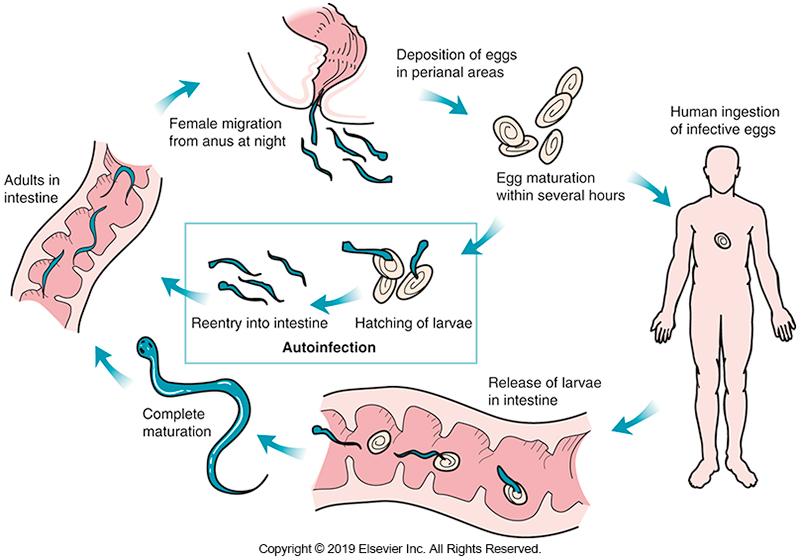 Deposition of eggs
in perianal areas
Human ingestion
of infective eggs
Female migration
from anus at night
Egg maturation
within several hours
Adults in
intestine
Reentry into intestine
Hatching of larvae
Autoinfection
Release of larvae
in intestine
Complete
maturation
Copyright © 2019 Elsevier Inc. All Rights Reserved.